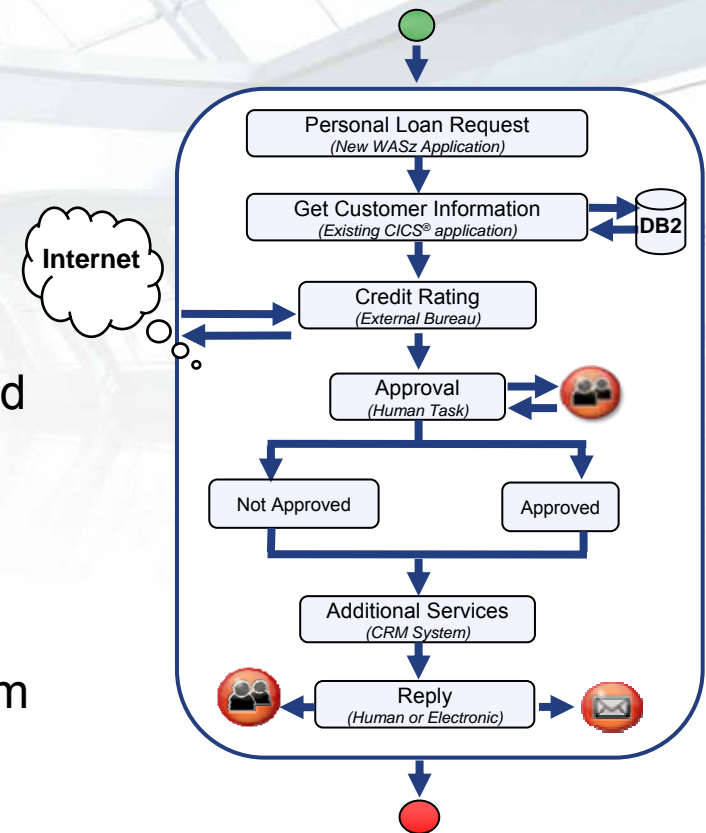 Personal Loan Request
(New WASz Application)
Get Customer Information
(Existing CICS® application)
DB2
Internet
Credit Rating
(External Bureau)
d
Approval
(Human Task)
Not Approved
Approved
Additional Services
(CRM System)
m
Reply
(Human or Electronic)